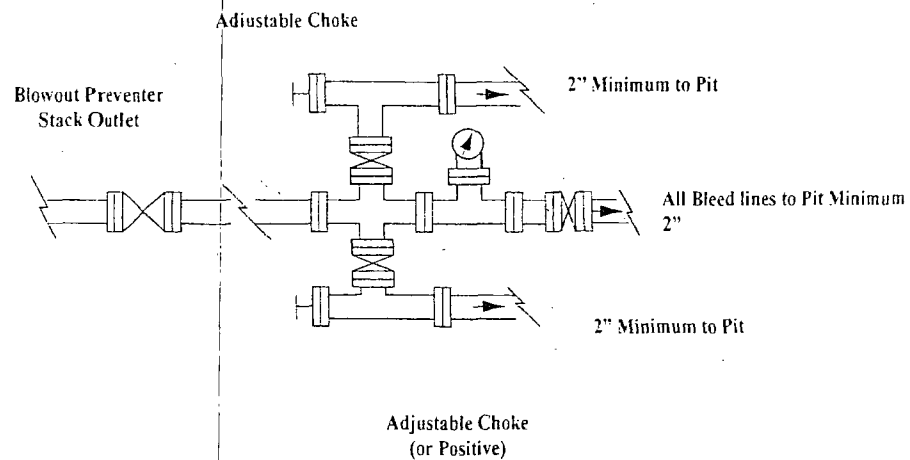 Adjustable Choke
Blowout Preventer
Stack Outlet
2" Minimum to Pit
All Bleed lines to Pit Minimum
2"
2" Minimum to Pit
Adjustable Choke
(or Positive)